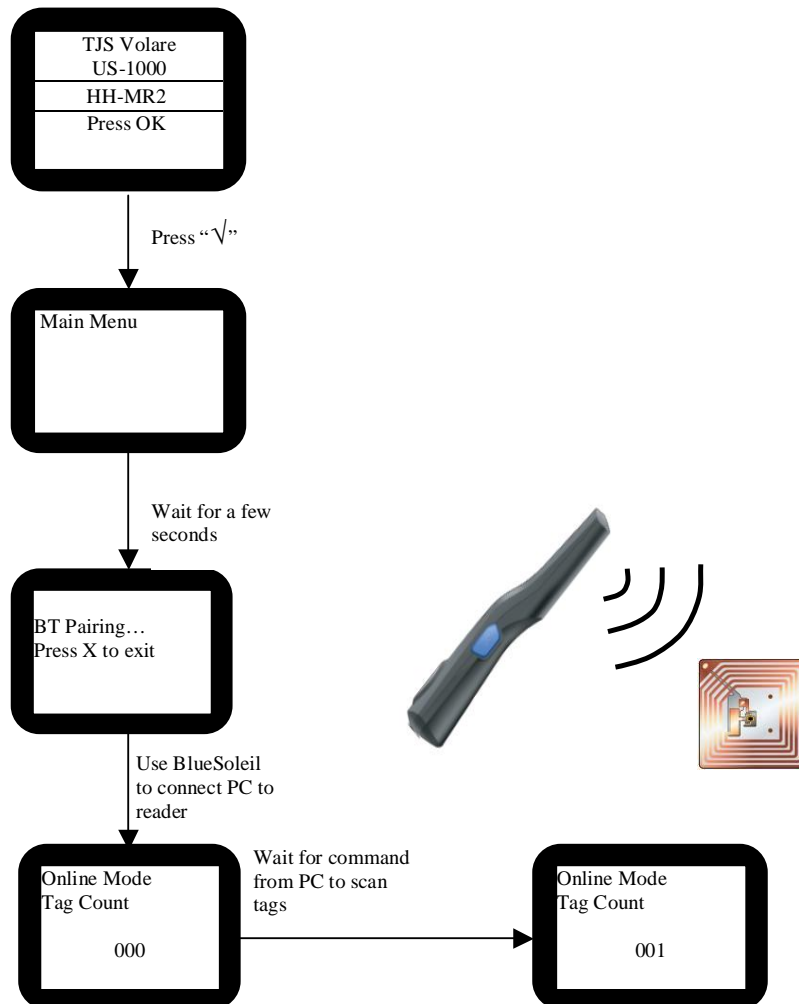 TJS Volare
US-1000
HH-MR2
Press OK
Press “√”
Main Menu
Wait for a few
seconds
BT Pairing…
Press X to exit
Use BlueSoleil
to connect PC to
reader
Online Mode
Tag Count
000
Wait for command
from PC to scan
tags
Online Mode
Tag Count
001